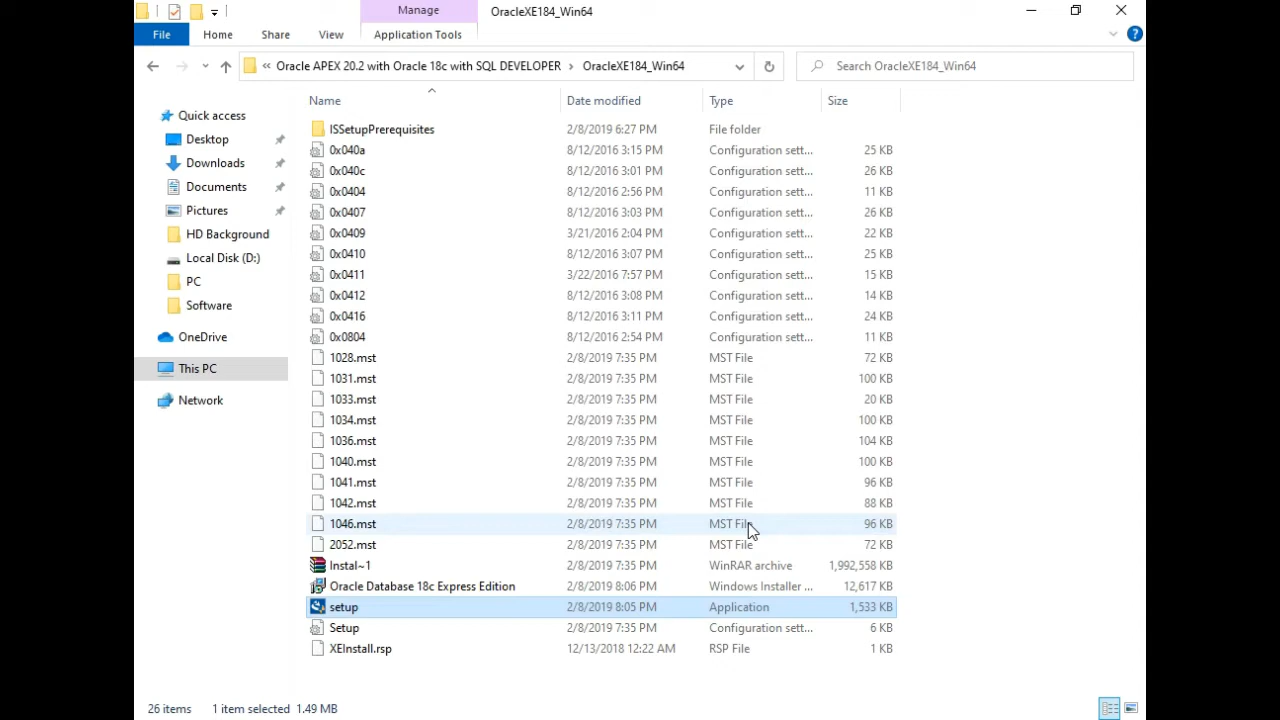 Manage OracleXE184_Win64
File Home Share View Application Tools
« Oracle APEX 20.2 with Oracle 18c with SQL DEVELOPER › OracleXE184_Win64 Search OracleXE184_Win64
Name Date modified Type Size
Quick access
Desktop
Downloads
Documents
Pictures
HD Background
Local Disk (D:)
PC
Software
OneDrive
This PC
Network
ISSetupPrerequisites 2/8/2019 6:27 PM File folder
0x040a 8/12/2016 3:15 PM Configuration sett... 25 KB
0x040c 8/12/2016 3:01 PM Configuration sett... 26 KB
0x0404 8/12/2016 2:56 PM Configuration sett... 11 KB
0x0407 8/12/2016 3:03 PM Configuration sett... 26 KB
0x0409 3/21/2016 2:04 PM Configuration sett... 22 KB
0x0410 8/12/2016 3:07 PM Configuration sett... 25 KB
0x0411 3/22/2016 7:57 PM Configuration sett... 15 KB
0x0412 8/12/2016 3:08 PM Configuration sett... 14 KB
0x0416 8/12/2016 3:11 PM Configuration sett... 24 KB
0x0804 8/12/2016 2:54 PM Configuration sett... 11 KB
1028.mst 2/8/2019 7:35 PM MST File 72 KB
1031.mst 2/8/2019 7:35 PM MST File 100 KB
1033.mst 2/8/2019 7:35 PM MST File 20 KB
1034.mst 2/8/2019 7:35 PM MST File 100 KB
1036.mst 2/8/2019 7:35 PM MST File 104 KB
1040.mst 2/8/2019 7:35 PM MST File 100 KB
1041.mst 2/8/2019 7:35 PM MST File 96 KB
1042.mst 2/8/2019 7:35 PM MST File 88 KB
1046.mst 2/8/2019 7:35 PM MST File 96 KB
2052.mst 2/8/2019 7:35 PM MST File 72 KB
Instal~1 2/8/2019 7:35 PM WinRAR archive 1,992,558 KB
Oracle Database 18c Express Edition 2/8/2019 8:06 PM Windows Installer ... 12,617 KB
setup 2/8/2019 8:05 PM Application 1,533 KB
Setup 2/8/2019 7:35 PM Configuration sett... 6 KB
XEInstall.rsp 12/13/2018 12:22 AM RSP File 1 KB
26 items 1 item selected 1.49 MB